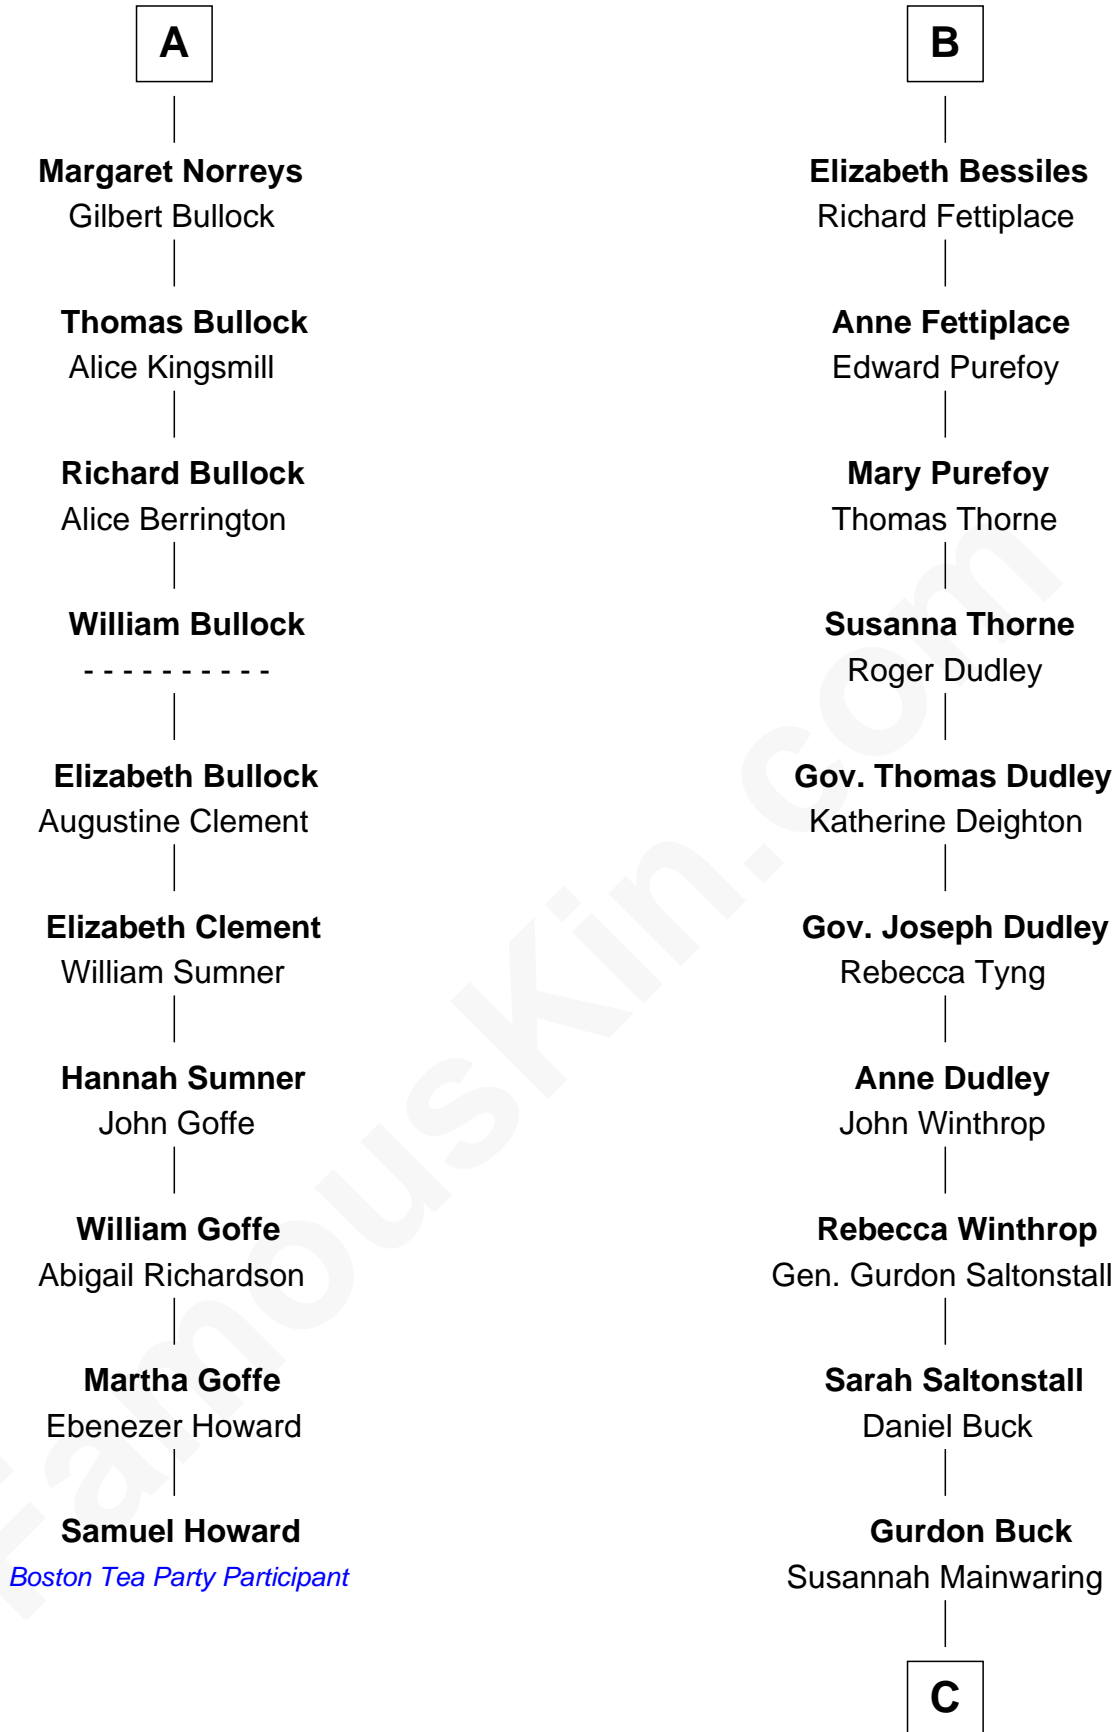 A
Margaret Norreys
Gilbert Bullock
Thomas Bullock
Alice Kingsmill
Richard Bullock
Alice Berrington
William Bullock
- - - - - - - - - -
Elizabeth Bullock
Augustine Clement
Elizabeth Clement
William Sumner
Hannah Sumner
John Goffe
William Goffe
Abigail Richardson
Martha Goffe
Ebenezer Howard
Samuel Howard
Boston Tea Party Participant
B
Elizabeth Bessiles
Richard Fettiplace
Anne Fettiplace
Edward Purefoy
Mary Purefoy
Thomas Thorne
Susanna Thorne
Roger Dudley
Gov. Thomas Dudley
Katherine Deighton
Gov. Joseph Dudley
Rebecca Tyng
Anne Dudley
John Winthrop
Rebecca Winthrop
Gen. Gurdon Saltonstall
Sarah Saltonstall
Daniel Buck
Gurdon Buck
Susannah Mainwaring
C
FamousKin.com